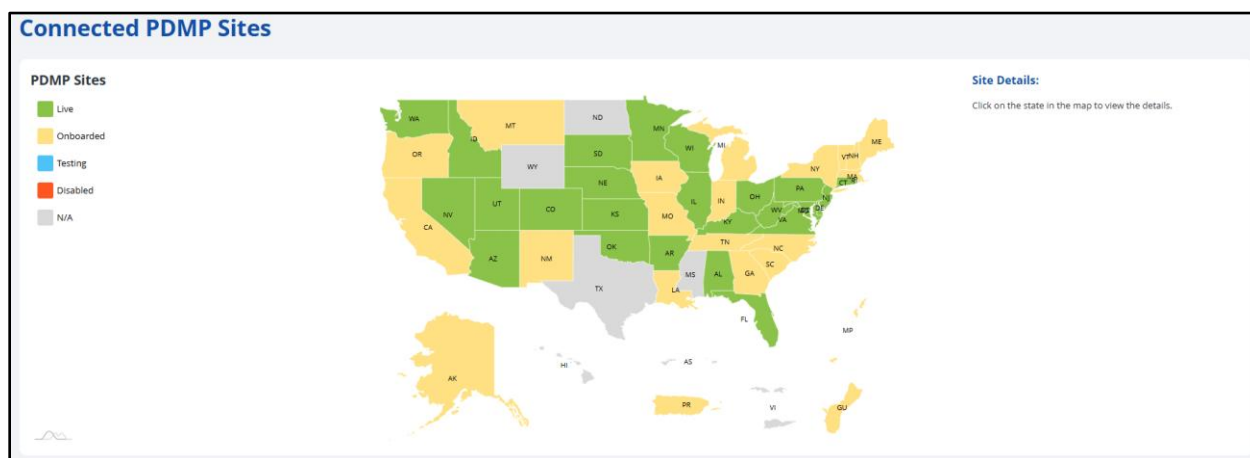 Connected PDMP Sites
PDMP Sites
Live
Onboarded
Testing
Disabled
N/A
Site Details:
Click on the state in the map to view the details.
WA
MT
ND
MN
ID
OR
WY
SD
WI
MI
NY
VT
NH
ME
MA
CT
IA
NE
PA
NJ
NV
UT
CO
IL
IN
OH
CA
KS
MO
KY
WV
VA
DE
AZ
NM
OK
AR
TN
NC
SC
TX
LA
MS
AL
GA
FL
MP
HI
AS
AK
PR
VI
GU